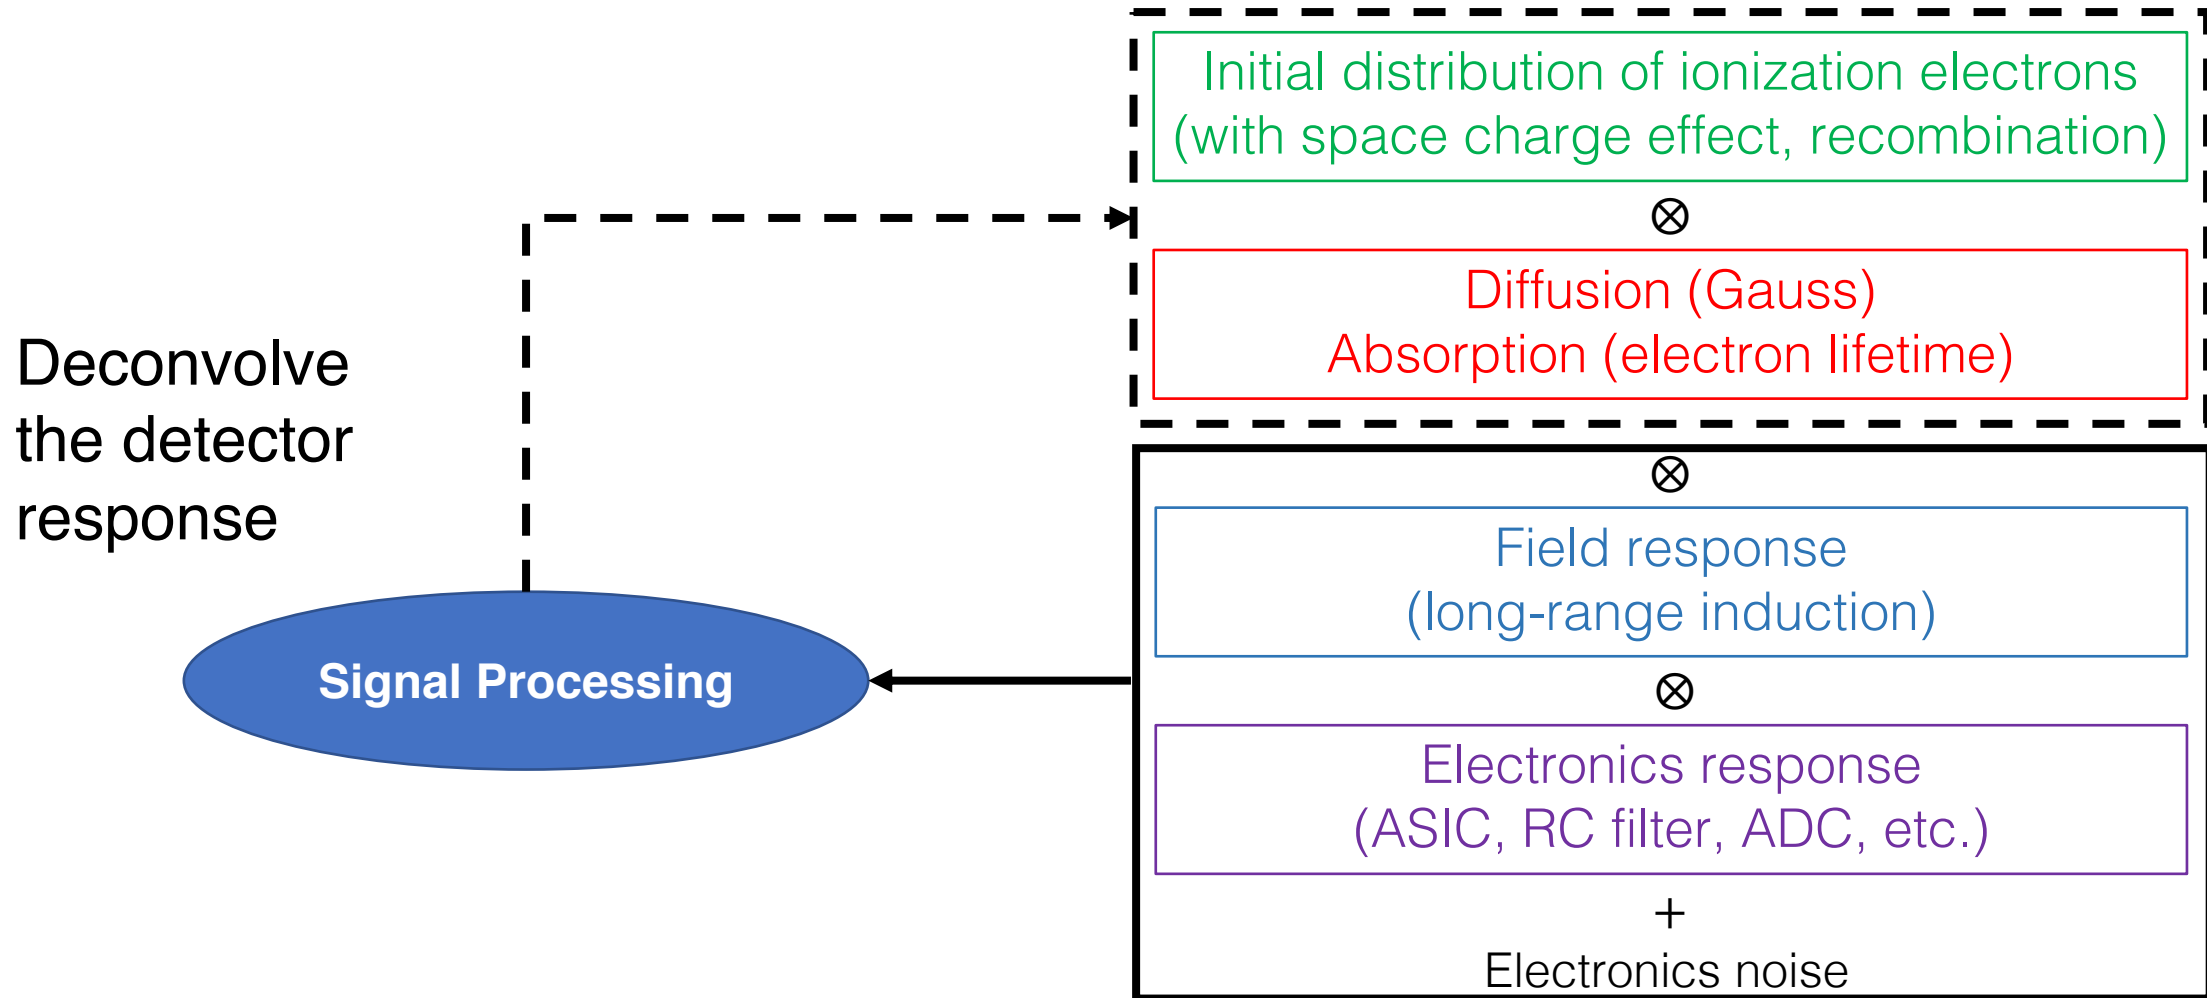 Initial distribution of ionization electrons
(with space charge effect, recombination)
⊗
Diffusion (Gauss)
Absorption (electron lifetime)
⊗
Field response
(long-range induction)
⊗
Electronics response
(ASIC, RC filter, ADC, etc.)
+
Electronics noise
Deconvolve
the detector
response
Signal Processing